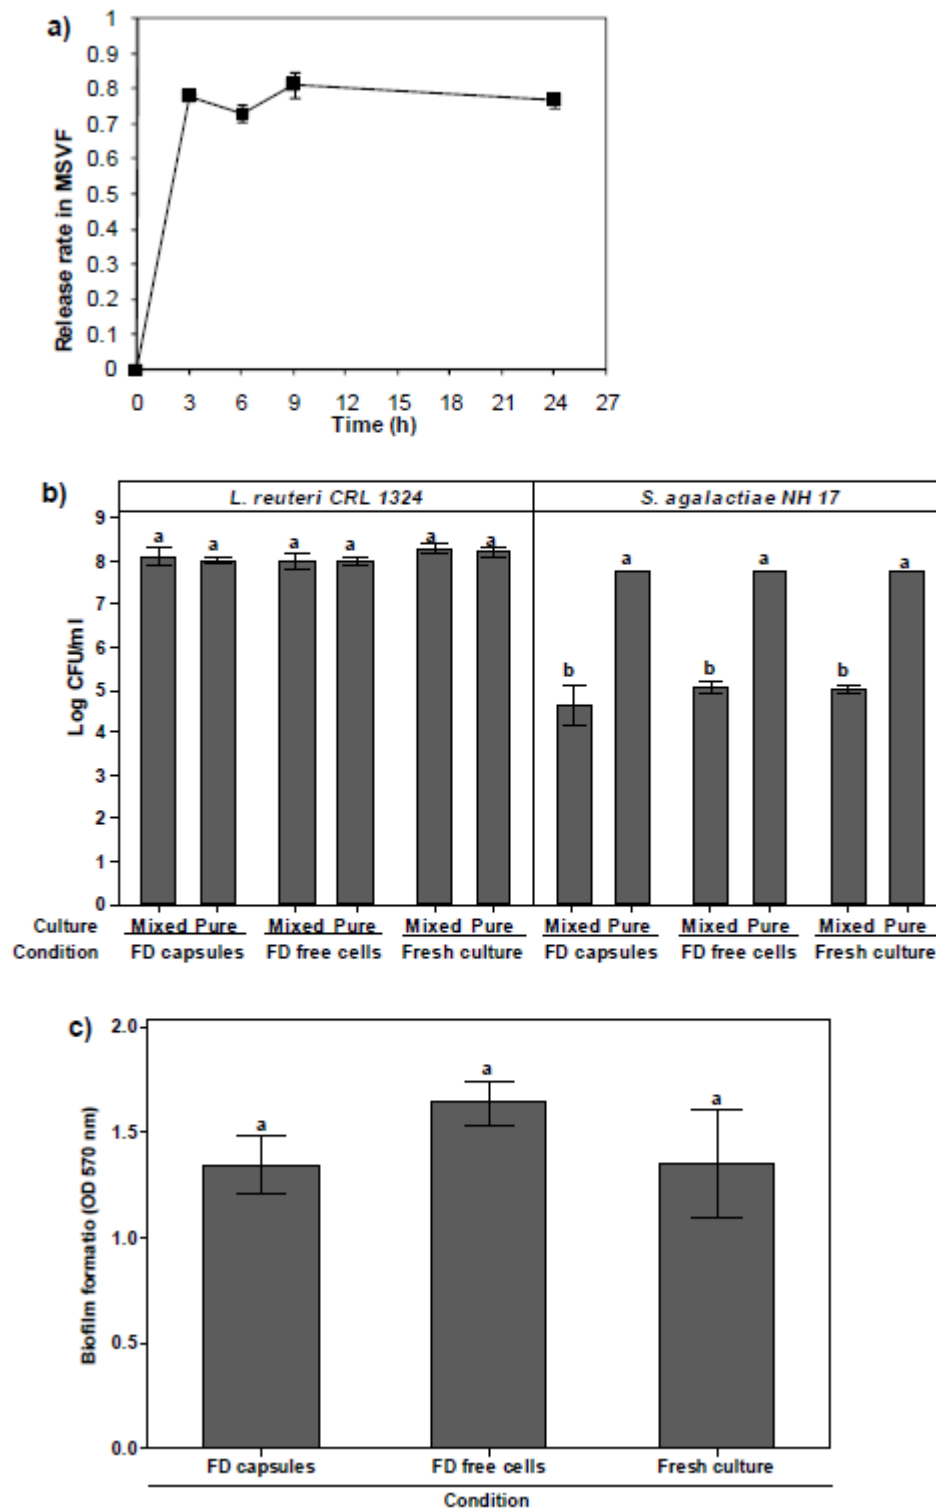 a)
Release rate in MSVF
1
0.9
0.8
0.7
0.6
0.5
0.4
0.3
0.2
0.1
0
0 3 6 9 12 15 18 21 24 27
Time (h)
b)
L. reuteri CRL 1324 S. agalactiae NH 17
Log CFU/ml
9
8
7
6
5
4
3
2
1
0
a a a a a a b a b a b a
Culture Mixed Pure Mixed Pure Mixed Pure Mixed Pure Mixed Pure Mixed Pure
Condition FD capsules FD free cells Fresh culture FD capsules FD free cells Fresh culture
c)
Biofilm formatio (OD 570 nm)
2.0
1.5
1.0
0.5
0.0
a a a
FD capsules FD free cells Fresh culture
Condition